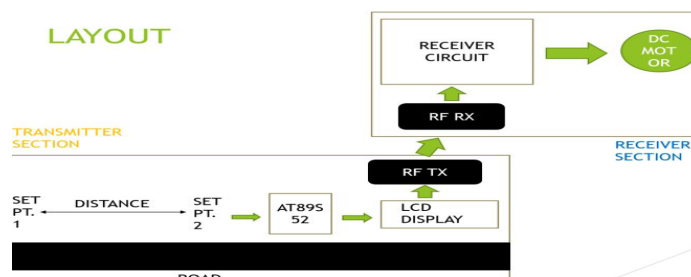 LAYOUT
RECEIVER
CIRCUIT
DC
MOT
OR
RF RX
TRANSMITTER
SECTION
RECEIVER
SECTION
RF TX
SET
PT.
1
DISTANCE
SET
PT.
2
AT89S
52
LCD
DISPLAY
ROAD